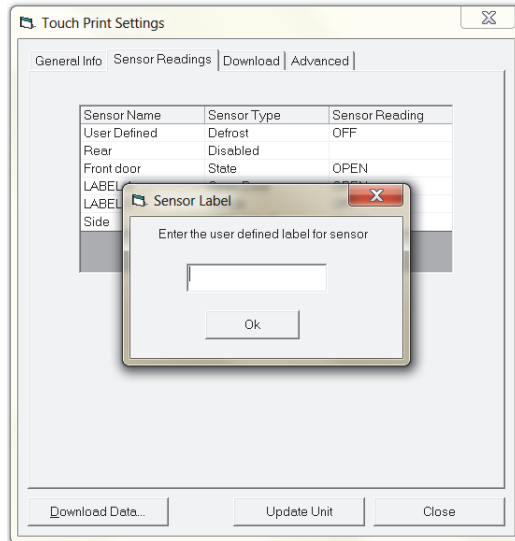 Touch Print Settings
General Info Sensor Readings Download Advanced
Sensor Name Sensor Type Sensor Reading
User Defined Defrost OFF
Rear Disabled
Front door State OPEN
LABEL
LABEL
Side
Sensor Label
Enter the user defined label for sensor
Ok
Download Data... Update Unit Close